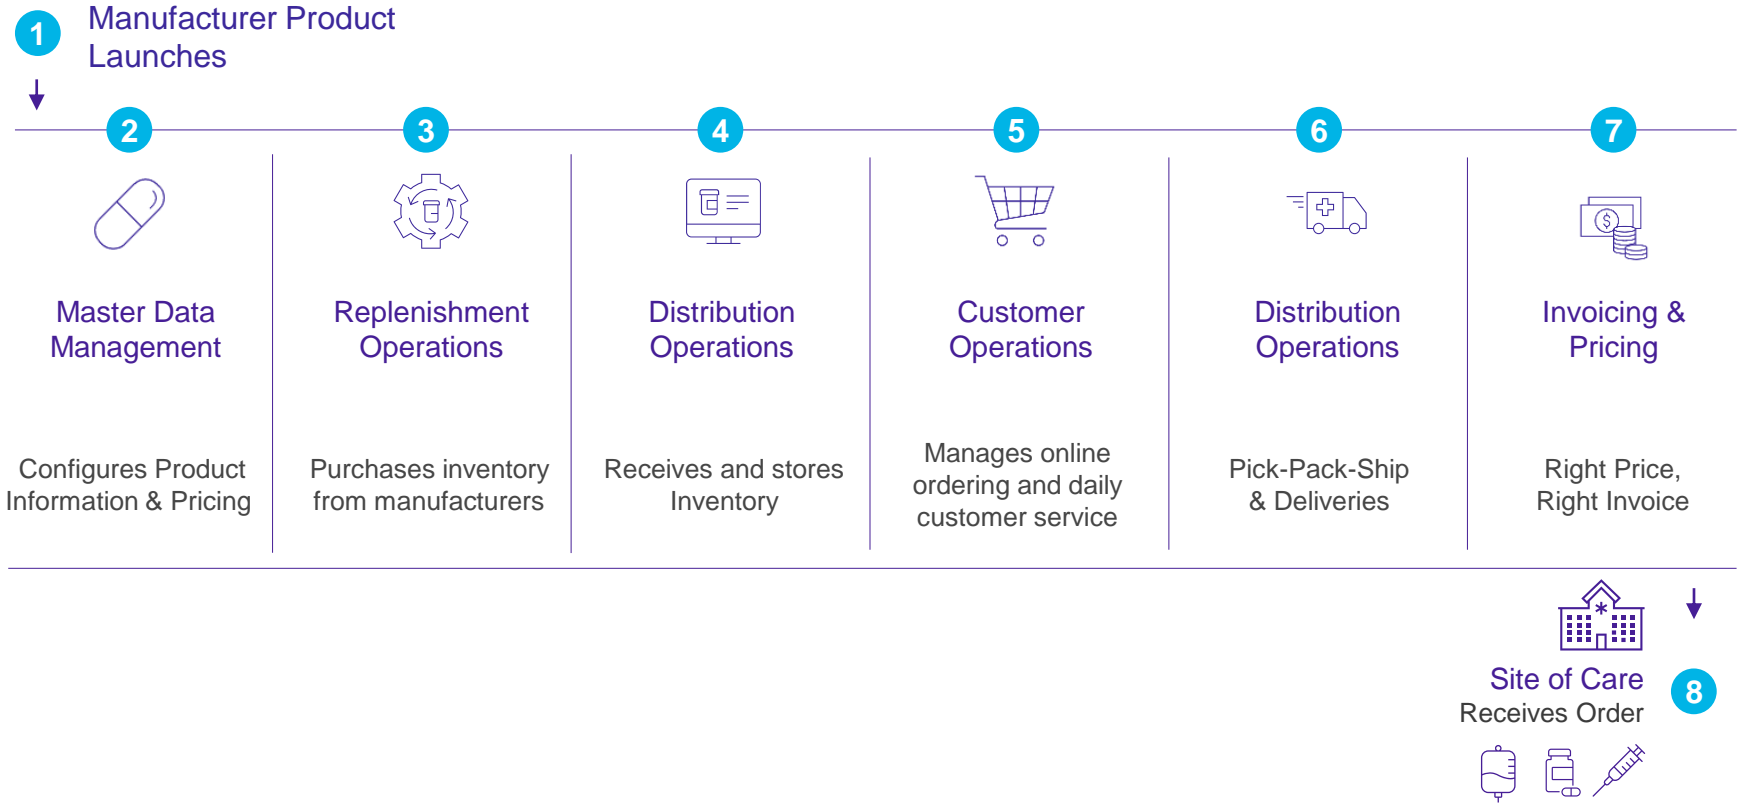 1
Manufacturer Product
Launches
2
Master Data
Management
Configures Product
Information & Pricing
3
Replenishment
Operations
Purchases inventory
from manufacturers
4
Distribution
Operations
Receives and stores
Inventory
5
Customer
Operations
Manages online
ordering and daily
customer service
6
Distribution
Operations
Pick-Pack-Ship
& Deliveries
7
$
Invoicing &
Pricing
Right Price,
Right Invoice
Site of Care
Receives Order
8